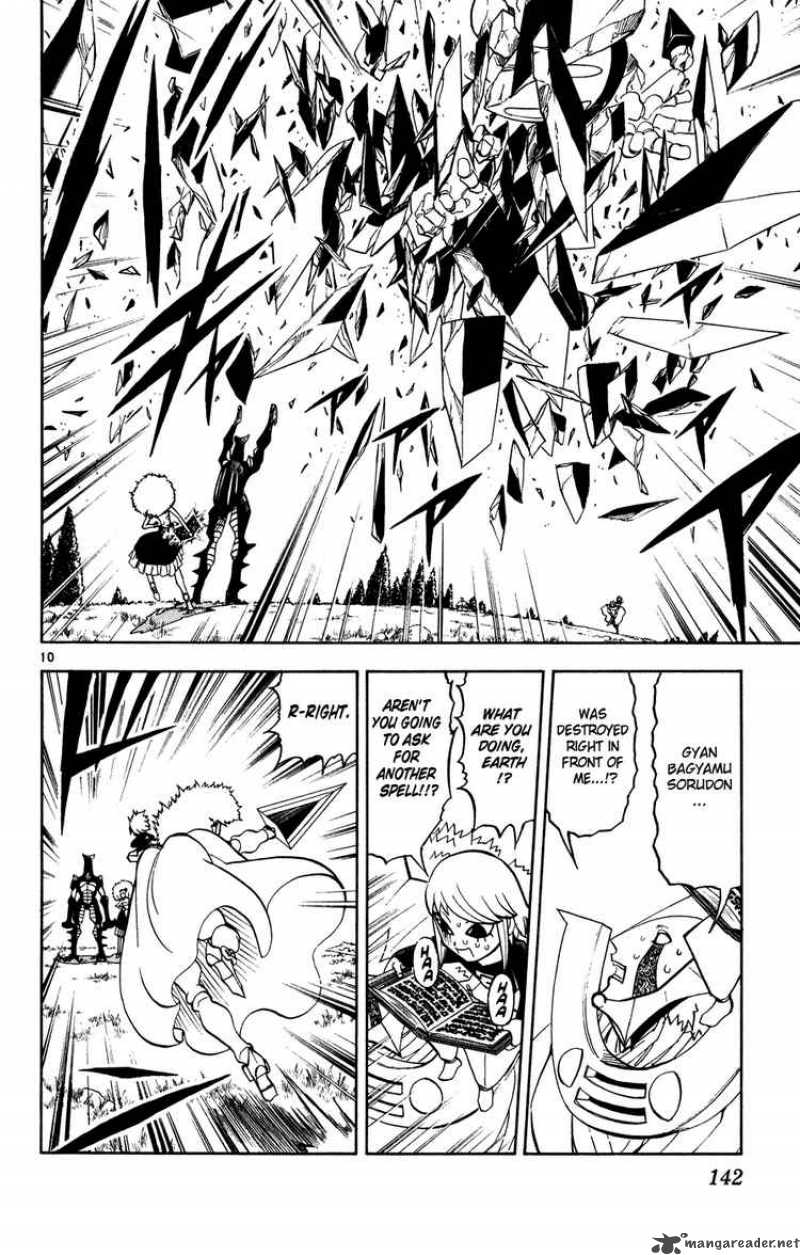 10
GYAN
BAGYAMU
SORUDON
...
WAS
DESTROYED
RIGHT IN
FRONT OF
ME...!?
WHAT
ARE YOU
DOING,
EARTH
!?
AREN'T
YOU GOING
TO ASK
FOR
ANOTHER
SPELL!!?
HAA
HAA
R-RIGHT.
142
mangareader.net